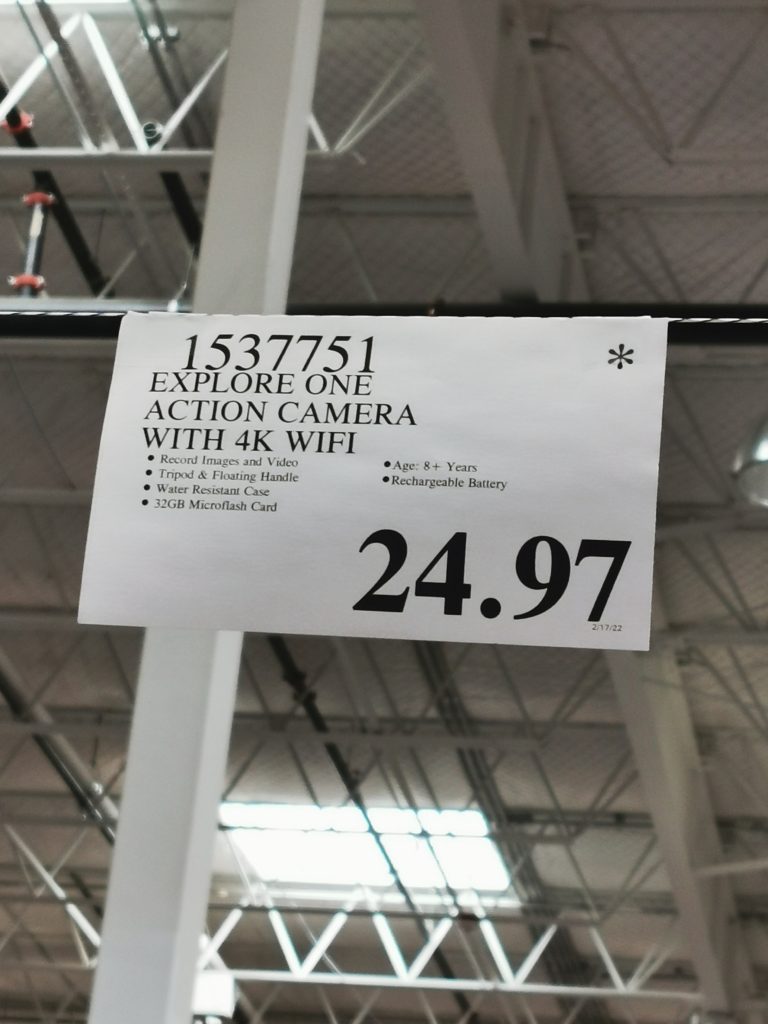 1537751 *
EXPLORE ONE
ACTION CAMERA
WITH 4K WIFI
• Record Images and Video
• Tripod & Floating Handle
• Water Resistant Case
• 32GB Microflash Card
• Age: 8+ Years
• Rechargeable Battery
24.97
2/17/22